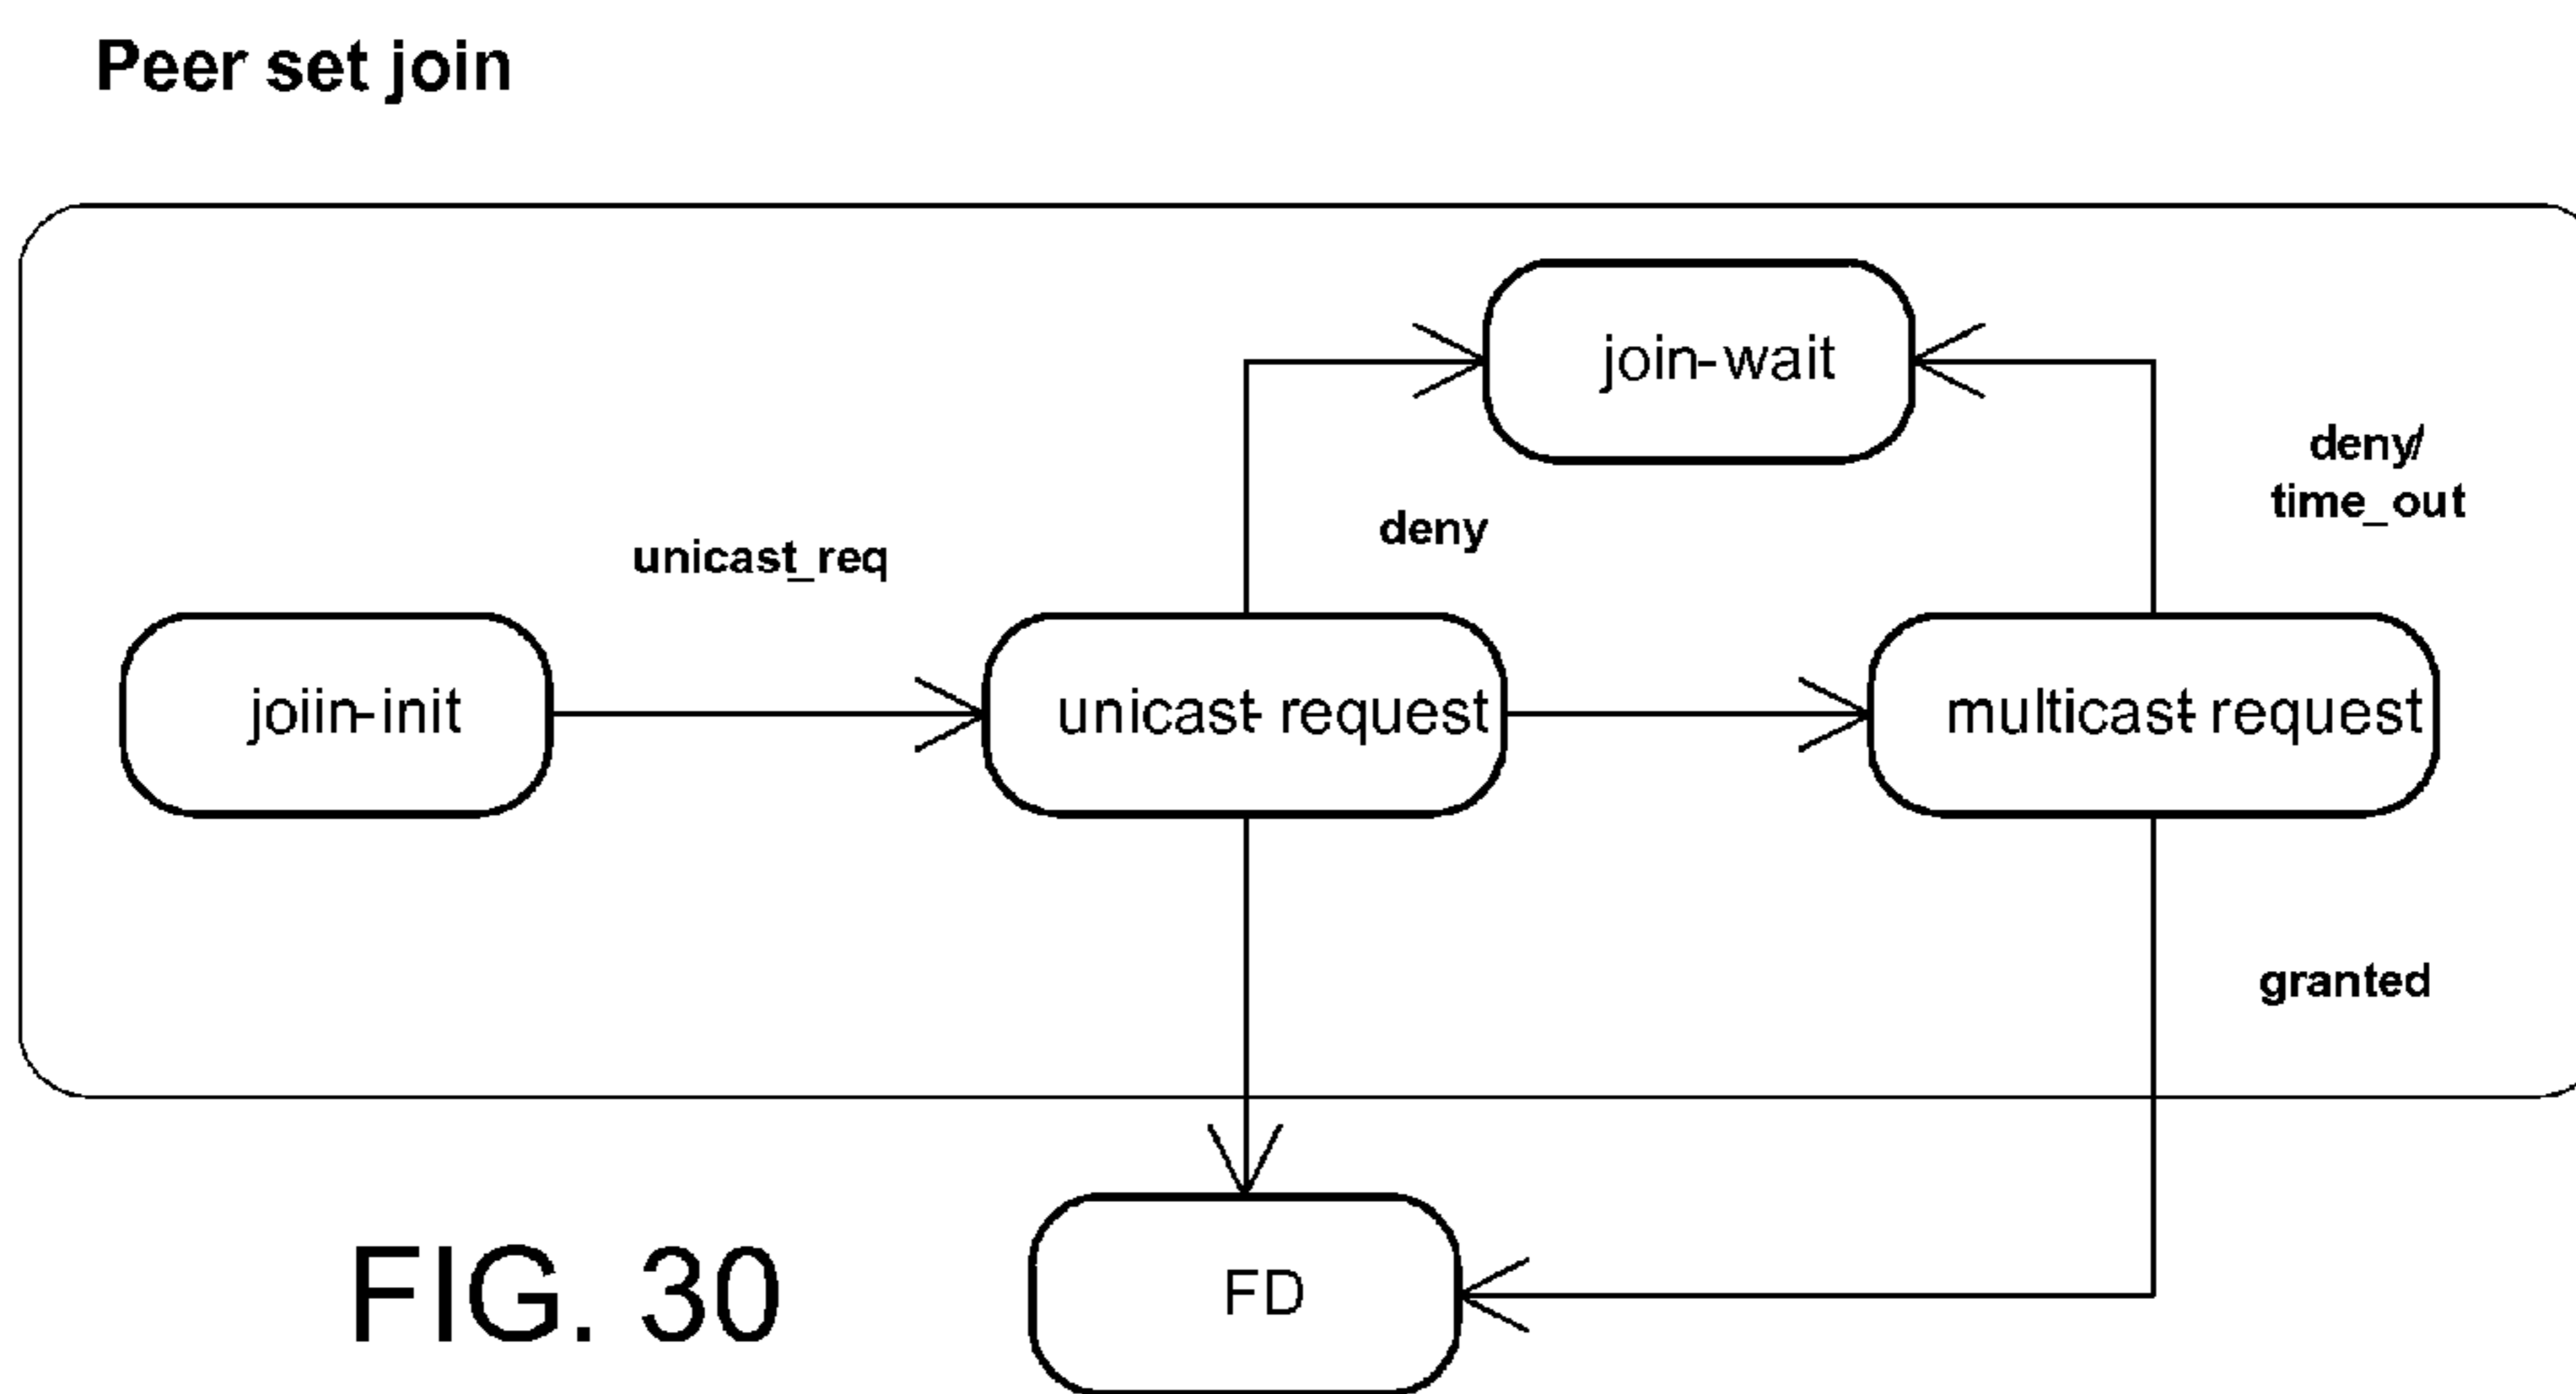 Peer set join
join-wait
deny/
time_out
deny
unicast_req
joiin-init
unicast- request
multicast- request
granted
FD
FIG. 30